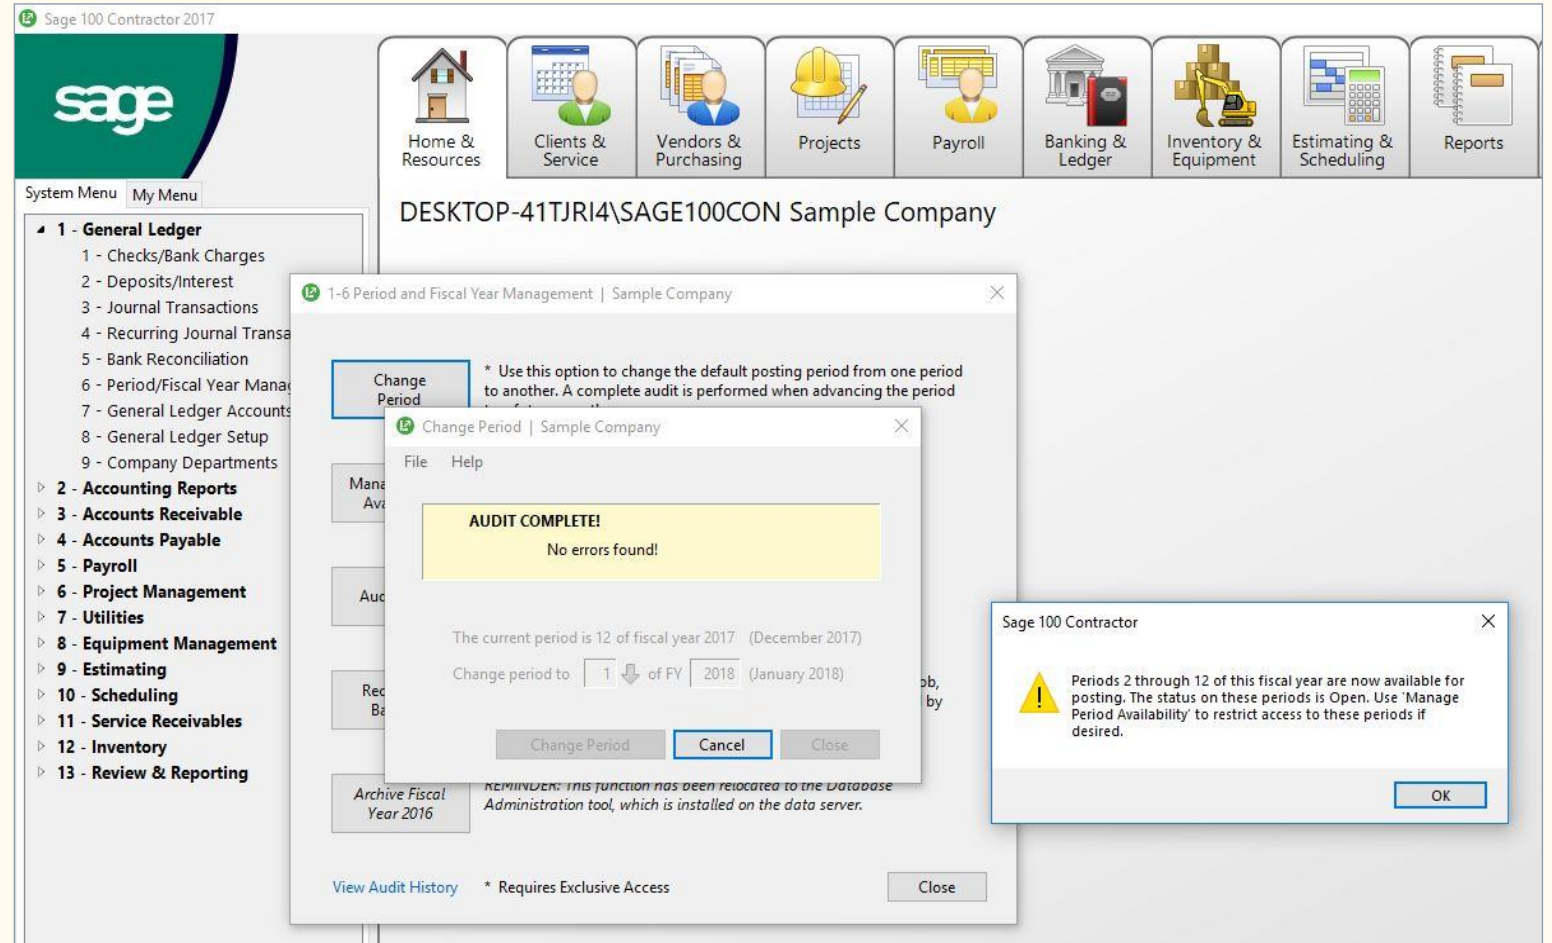 Sage 100 Contractor 2017
sage
Home &
Resources
Clients &
Service
Vendors &
Purchasing
Projects
Payroll
Banking &
Ledger
Inventory &
Equipment
Estimating &
Scheduling
Reports
System Menu
My Menu
1 - General Ledger
1 - Checks/Bank Charges
2 - Deposits/Interest
3 - Journal Transactions
4 - Recurring Journal Transa
5 - Bank Reconciliation
6 - Period/Fiscal Year Manag
7 - General Ledger Accounts
8 - General Ledger Setup
9 - Company Departments
2 - Accounting Reports
3 - Accounts Receivable
4 - Accounts Payable
5 - Payroll
6 - Project Management
7 - Utilities
8 - Equipment Management
9 - Estimating
10 - Scheduling
11 - Service Receivables
12 - Inventory
13 - Review & Reporting
DESKTOP-41TJRI4\SAGE100CON Sample Company
1-6 Period and Fiscal Year Management | Sample Company
Change
Period
* Use this option to change the default posting period from one period
to another. A complete audit is performed when advancing the period
Mana
Ava
Aud
Rec
Ba
ob,
by
Archive Fiscal
Year 2016
REMINDER: This function has been relocated to the Database
Administration tool, which is installed on the data server.
View Audit History
* Requires Exclusive Access
Close
Change Period | Sample Company
File Help
AUDIT COMPLETE!
No errors found!
The current period is 12 of fiscal year 2017 (December 2017)
Change period to 1 of FY 2018 (January 2018)
Change Period
Cancel
Close
Sage 100 Contractor
Periods 2 through 12 of this fiscal year are now available for
posting. The status on these periods is Open. Use 'Manage
Period Availability' to restrict access to these periods if
desired.
OK